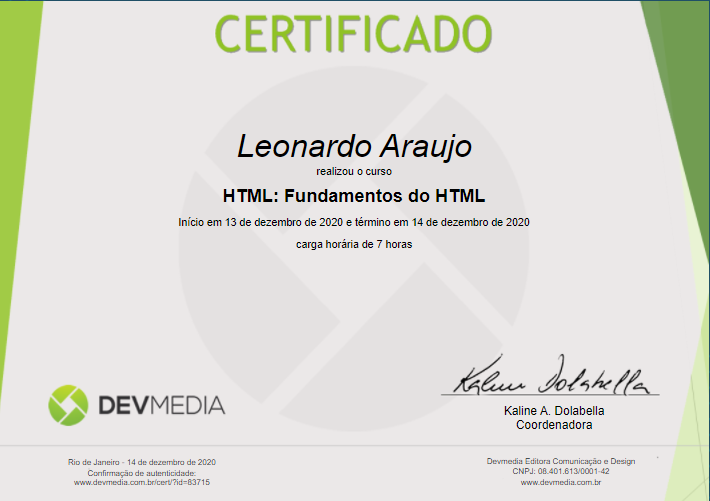 CERTIFICADO
Leonardo Araujo
realizou o curso
HTML: Fundamentos do HTML
Início em 13 de dezembro de 2020 e término em 14 de dezembro de 2020
carga horária de 7 horas
DEVMEDIA
Kaline Dolabella
Kaline A. Dolabella
Coordenadora
Rio de Janeiro - 14 de dezembro de 2020
Confirmação de autenticidade:
www.devmedia.com.br/cert/?id=83715
Devmedia Editora Comunicação e Design
CNPJ: 08.401.613/0001-42
www.devmedia.com.br